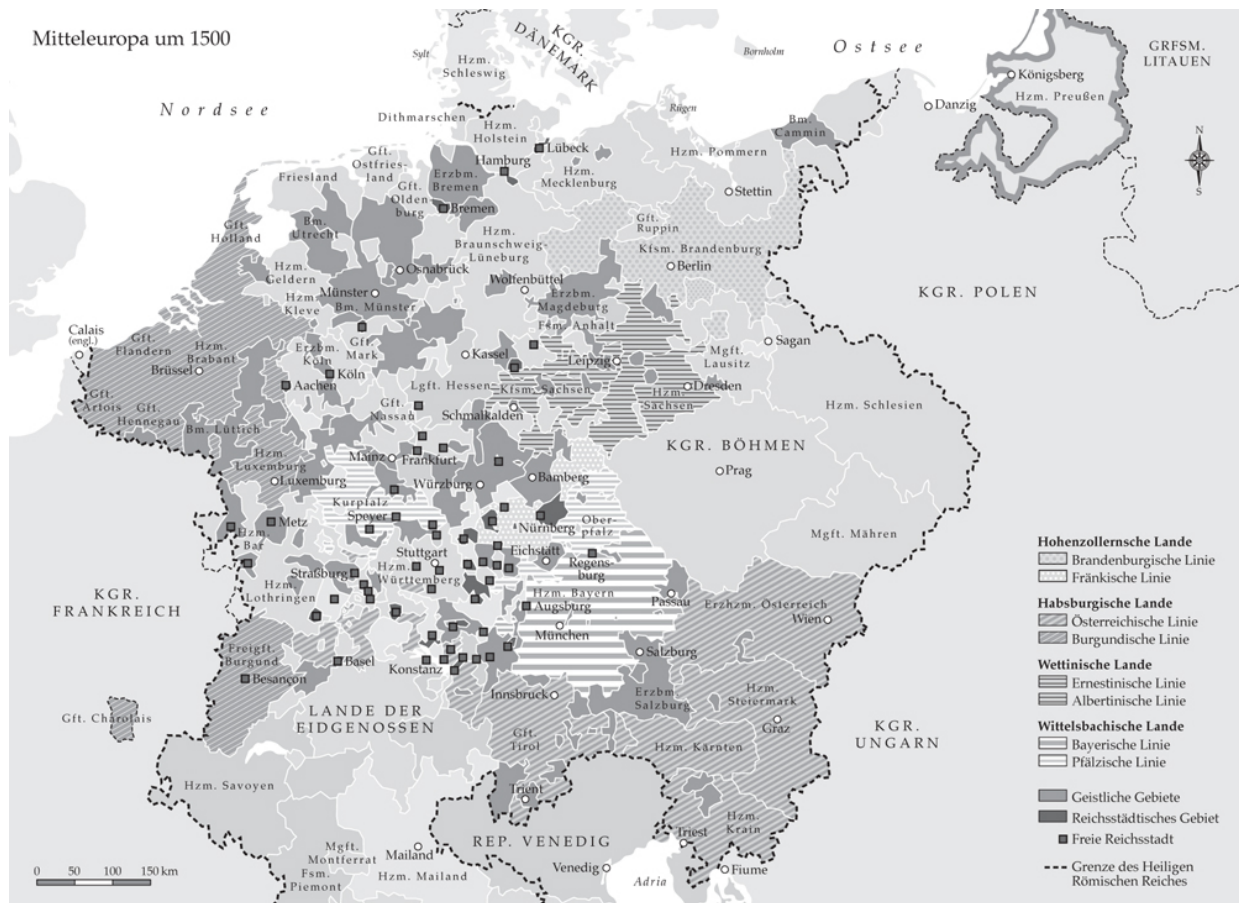 Mitteleuropa um 1500
Nordsee
Ostsee
Sylt
Bornholm
Rügen
KGR.
DÄNEMARK
Hzm.
Schleswig
Dithmarschen
Hzm.
Holstein
Lübeck
Hamburg
Hzm.
Mecklenburg
Hzm. Pommern
Stettin
Bm.
Cammin
Danzig
Königsberg
Hzm. Preußen
GRFSM.
LITAUEN
N
S
Gft.
Ostfries-
land
Friesland
Gft.
Olden
burg
Erzbm.
Bremen
Bremen
Gft.
Holland
Bm.
Utrecht
Hzm.
Braunschweig-
Lüneburg
Gft.
Ruppin
Kfsm. Brandenburg
Berlin
Osnabrück
Wolfenbüttel
Hzm.
Geldern
Münster
Bm. Münster
Hzm.
Kleve
Erzbm.
Magdeburg
Fsm. Anhalt
KGR. POLEN
Calais
(engl.)
Gft.
Flandern
Hzm.
Brabant
Brüssel
Erzbm.
Köln
Köln
Gft.
Mark
Kassel
Leipzig
Mgft.
Lausitz
Sagan
Aachen
Lgft. Hessen
Kfsm. Sachsen
Hzm.
Sachsen
Dresden
Hzm. Schlesien
Gft.
Artois
Gft.
Hennegau
Bm. Lüttich
Gft.
Nassau
Schmalkalden
KGR. BÖHMEN
Prag
Hzm.
Luxemburg
Luxemburg
Mainz
Frankfurt
Würzburg
Bamberg
Kurpfalz
Speyer
Metz
Hzm.
Bar
Nürnberg
Ober-
pfalz
Mgft. Mähren
Stuttgart
Hzm.
Württemberg
Eichstätt
Regens-
burg
Straßburg
Hzm.
Lothringen
KGR.
FRANKREICH
Hzm. Bayern
Augsburg
München
Passau
Erzhzm. Österreich
Wien
Freigft.
Burgund
Besançon
Basel
Konstanz
Salzburg
Innsbruck
Erzbm.
Salzburg
Hzm.
Steiermark
Graz
KGR.
UNGARN
Gft. Charolais
LANDE DER
EIDGENOSSEN
Gft.
Tirol
Hzm. Kärnten
Hzm. Savoyen
Trient
Hzm.
Krain
Triest
Fiume
REP. VENEDIG
Venedig
Adria
Mgft.
Montferrat
Fsm.
Piemont
Mailand
Hzm. Mailand
0 50 100 150 km
Hohenzollernsche Lande
Brandenburgische Linie
Fränkische Linie
Habsburgische Lande
Österreichische Linie
Burgundische Linie
Wettinische Lande
Ernestinische Linie
Albertinische Linie
Wittelsbachische Lande
Bayerische Linie
Pfälzische Linie
Geistliche Gebiete
Reichsstädtisches Gebiet
Freie Reichsstadt
Grenze des Heiligen
Römischen Reiches